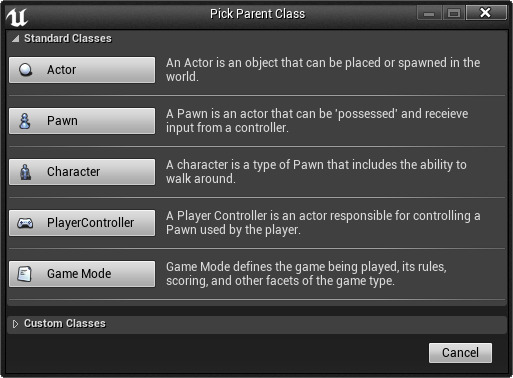 Pick Parent Class
Standard Classes
Actor
An Actor is an object that can be placed or spawned in the
world.
Pawn
A Pawn is an actor that can be 'possessed' and receieve
input from a controller.
Character
A character is a type of Pawn that includes the ability to
walk around.
PlayerController
A Player Controller is an actor responsible for controlling a
Pawn used by the player.
Game Mode
Game Mode defines the game being played, its rules,
scoring, and other facets of the game type.
Custom Classes
Cancel